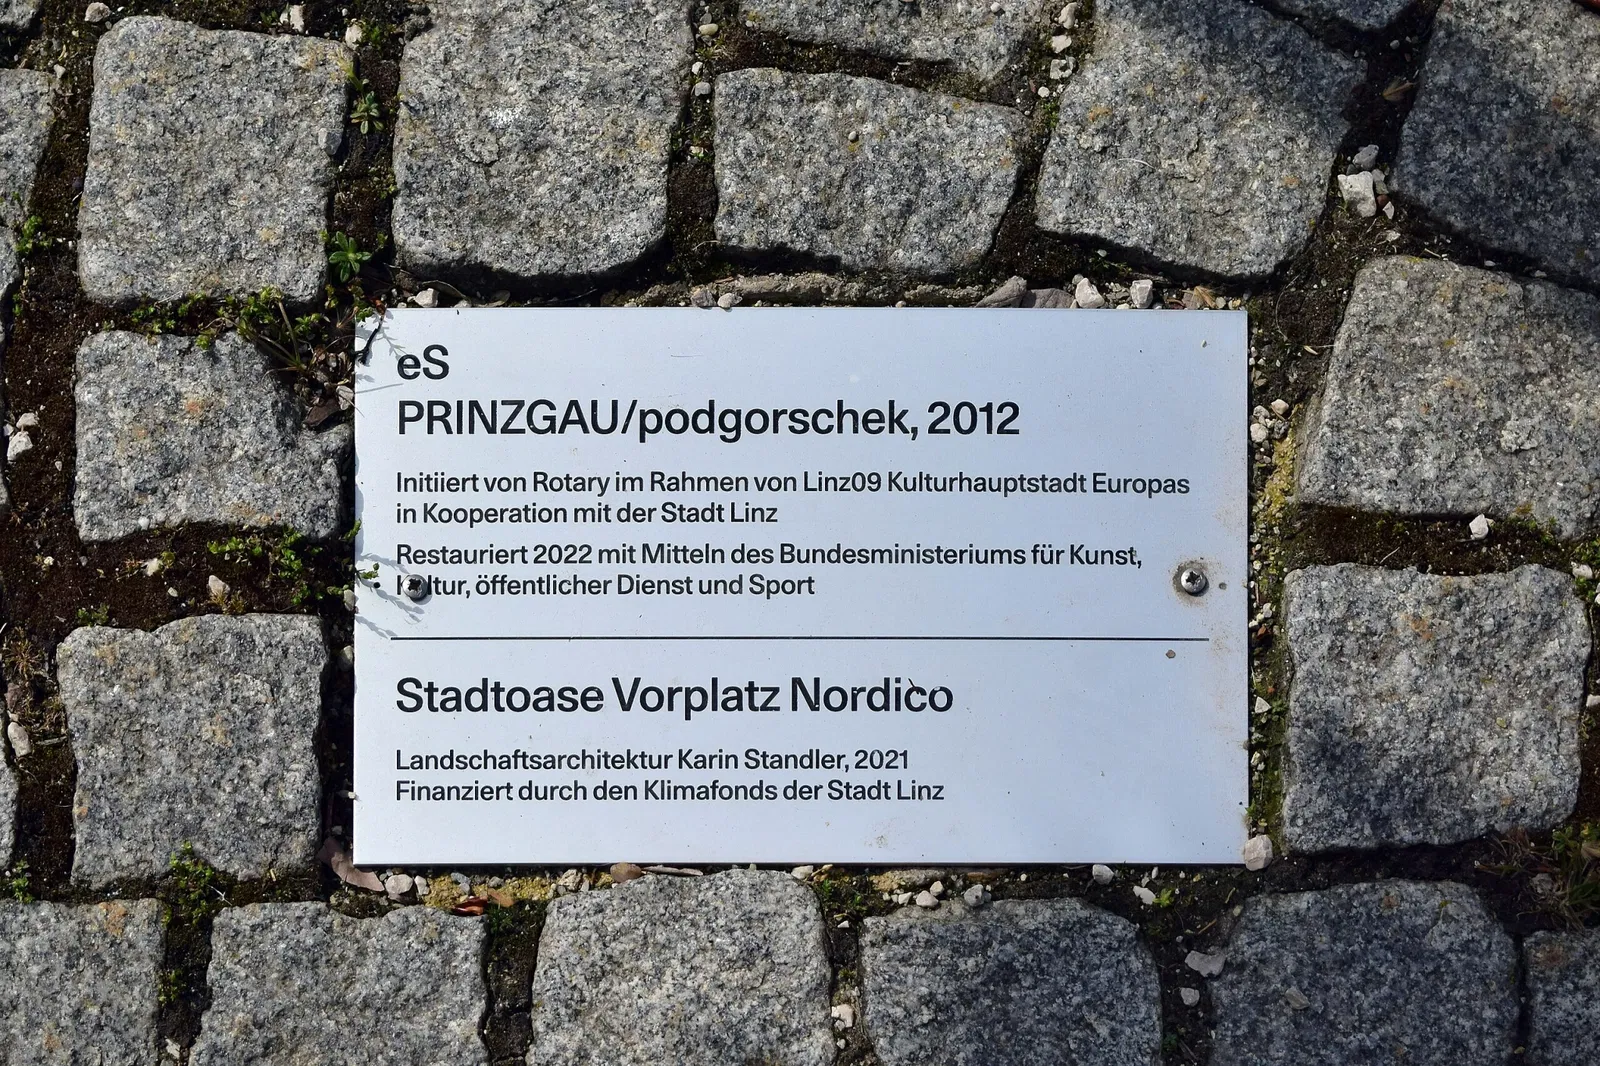 eS
PRINZGAU/podgorschek, 2012
Initiiert von Rotary im Rahmen von Linz09 Kulturhauptstadt Europas
in Kooperation mit der Stadt Linz
Restauriert 2022 mit Mitteln des Bundesministeriums für Kunst,
Kultur, öffentlicher Dienst und Sport
Stadtoase Vorplatz Nordico
Landschaftsarchitektur Karin Standler, 2021
Finanziert durch den Klimafonds der Stadt Linz